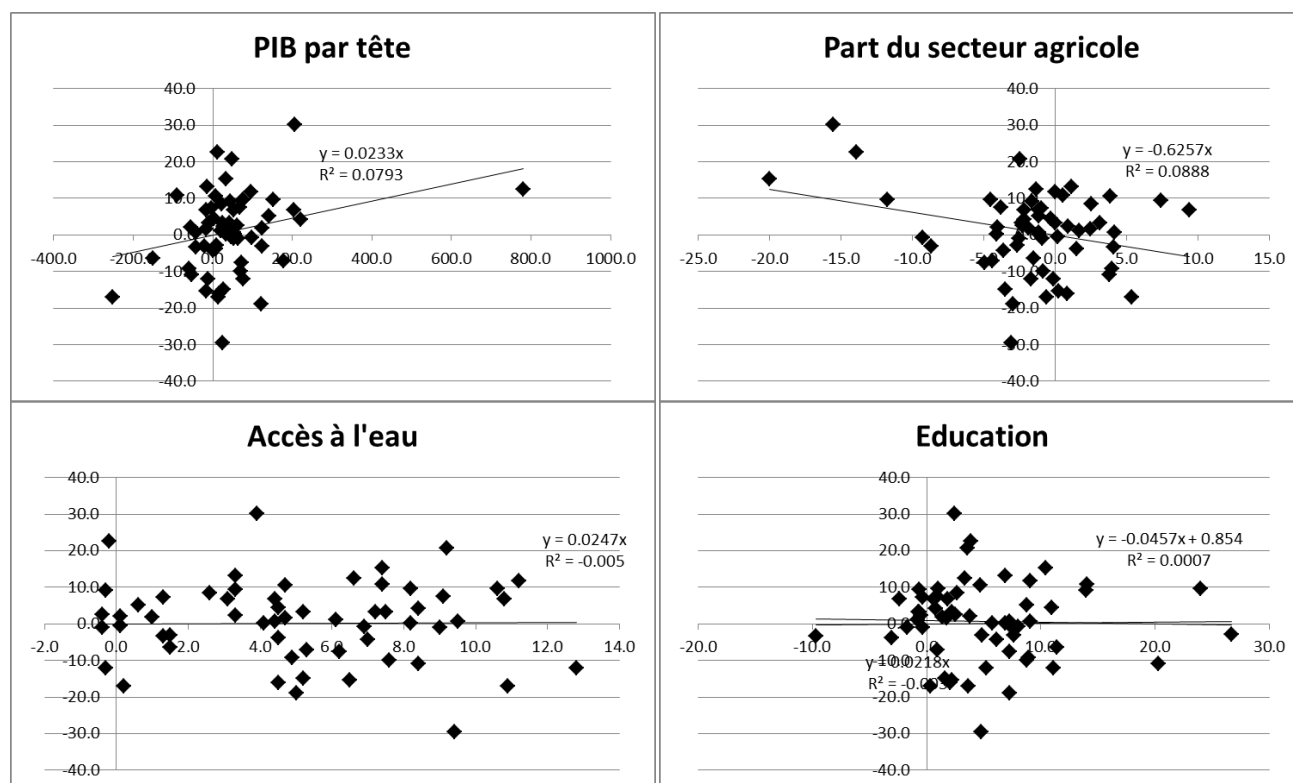 PIB par tête
40.0
30.0
20.0
10.0
0.0
400.0 -200.0 0.0 200.0 400.0 600.0 800.0 1000.0
-10.0
-20.0
-30.0
-40.0
y = 0.0233x
R² = 0.0793
Part du secteur agricole
40.0
30.0
20.0
10.0
0.0
25.0 -20.0 -15.0 -10.0 -5.0 0.0 5.0 10.0 15.0
-10.0
-20.0
-30.0
-40.0
y = -0.6257x
R² = 0.0888
Accès à l'eau
40.0
30.0
20.0
10.0
0.0
2.0 0.0 2.0 4.0 6.0 8.0 10.0 12.0 14.0
-10.0
-20.0
-30.0
-40.0
y = 0.0247x
R² = -0.005
Education
40.0
30.0
20.0
10.0
0.0
20.0 -10.0 0.0 10.0 20.0 30.0
-10.0
-20.0
-30.0
-40.0
y = -0.0457x + 0.854
R² = 0.0007
y = 0.0218x